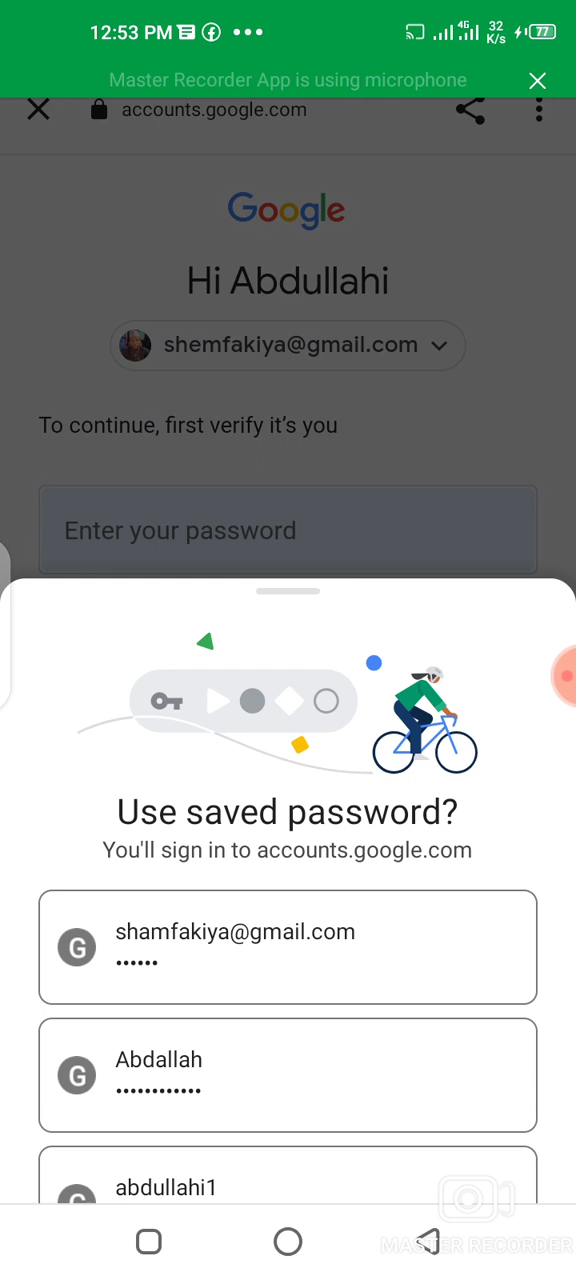 12:53 PM
4G 32 K/s 77
Master Recorder App is using microphone
accounts.google.com
Google
Hi Abdullahi
shemfakiya@gmail.com
To continue, first verify it's you
Enter your password
Use saved password?
You'll sign in to accounts.google.com
G shamfakiya@gmail.com
••••••
G Abdallah
••••••••••••
G abdullahi1
MASTER RECORDER